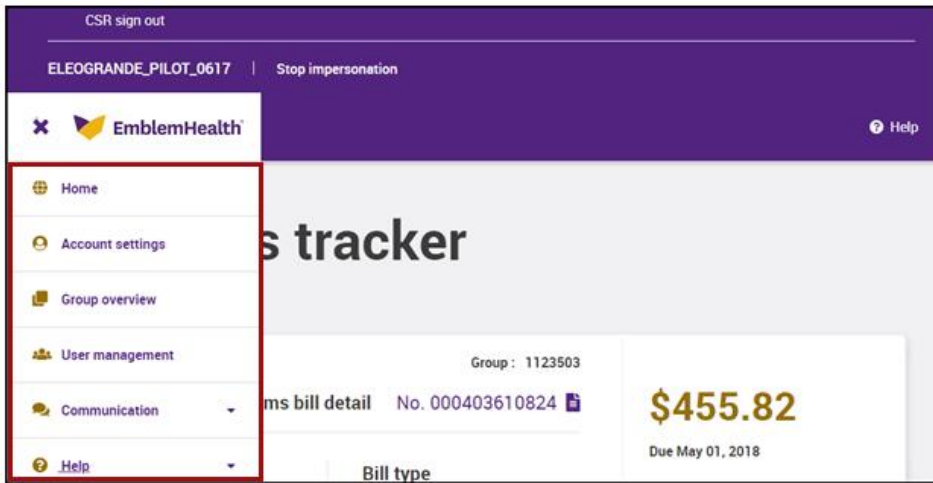 CSR sign out
ELEOGRANDE_PILOT_0617 | Stop impersonation
EmblemHealth
Help
Home
Account settings
Group overview
User management
Communication
Help
s tracker
Group : 1123503
ms bill detail No. 000403610824
Bill type
$455.82
Due May 01, 2018